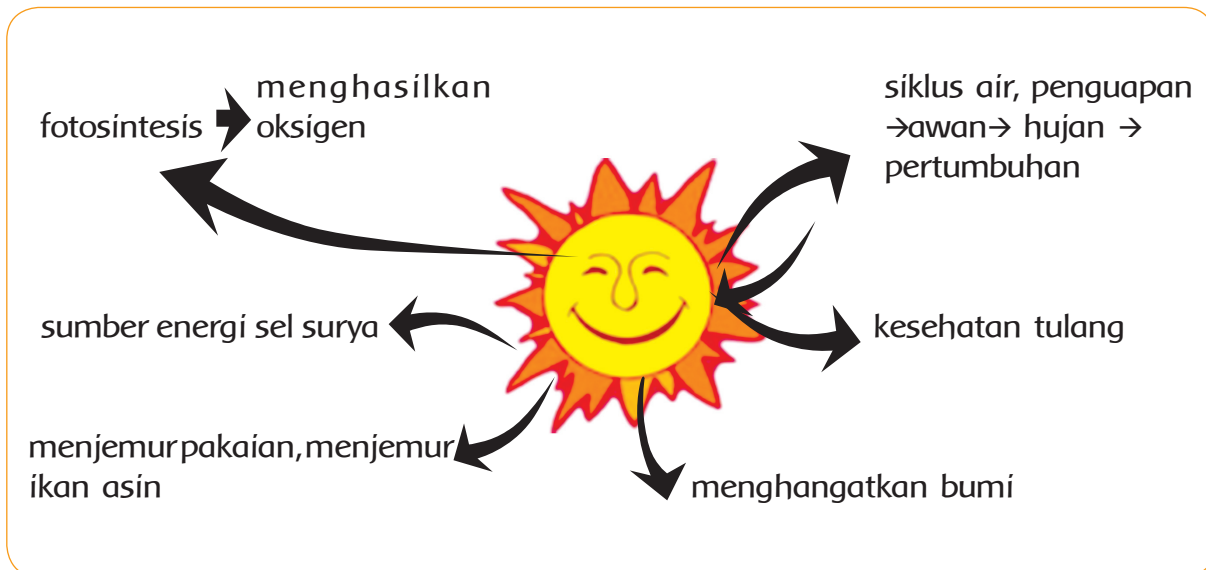 fotosintesis
menghasilkan
oksigen
siklus air, penguapan
→awan→ hujan →
pertumbuhan
sumber energi sel surya
kesehatan tulang
menjemur pakaian, menjemur
ikan asin
menghangatkan bumi